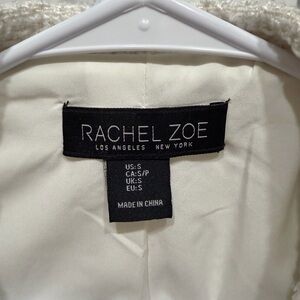 RACHEL ZOE
LOS ANGELES NEW YORK
US:S
CA:S/P
UK:S
EU:S
MADE IN CHINA